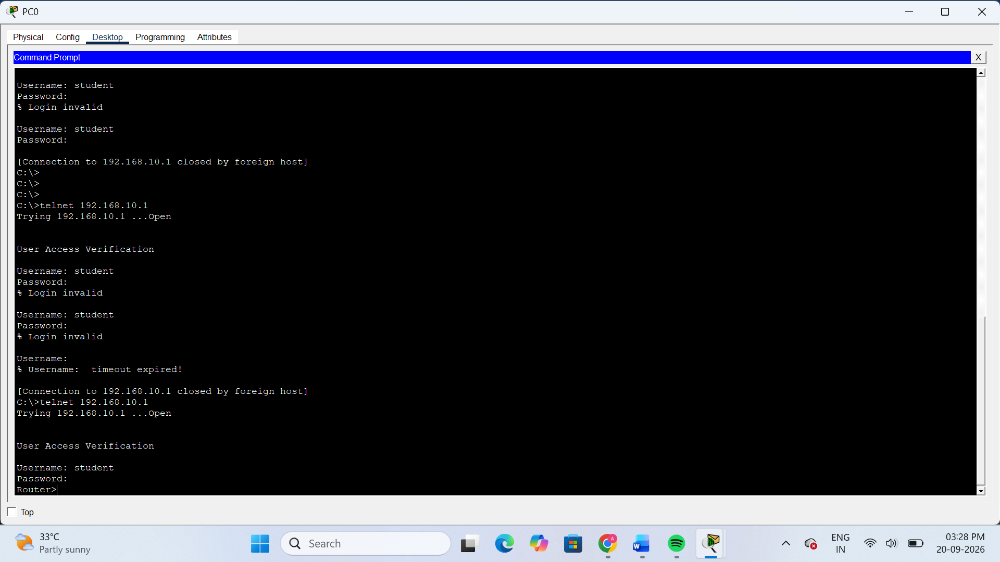 PC0
Physical Config Desktop Programming Attributes
Command Prompt
X
Username: student
Password:
% Login invalid
Username: student
Password:
[Connection to 192.168.10.1 closed by foreign host]
C:\>
C:\>
C:\>
C:\>telnet 192.168.10.1
Trying 192.168.10.1 ...Open
User Access Verification
Username: student
Password:
% Login invalid
Username: student
Password:
% Login invalid
Username:
% Username:  timeout expired!
[Connection to 192.168.10.1 closed by foreign host]
C:\>telnet 192.168.10.1
Trying 192.168.10.1 ...Open
User Access Verification
Username: student
Password:
Router>
Top
33°C
Partly sunny
Search
A
W
ENG
IN
03:28 PM
20-09-2026